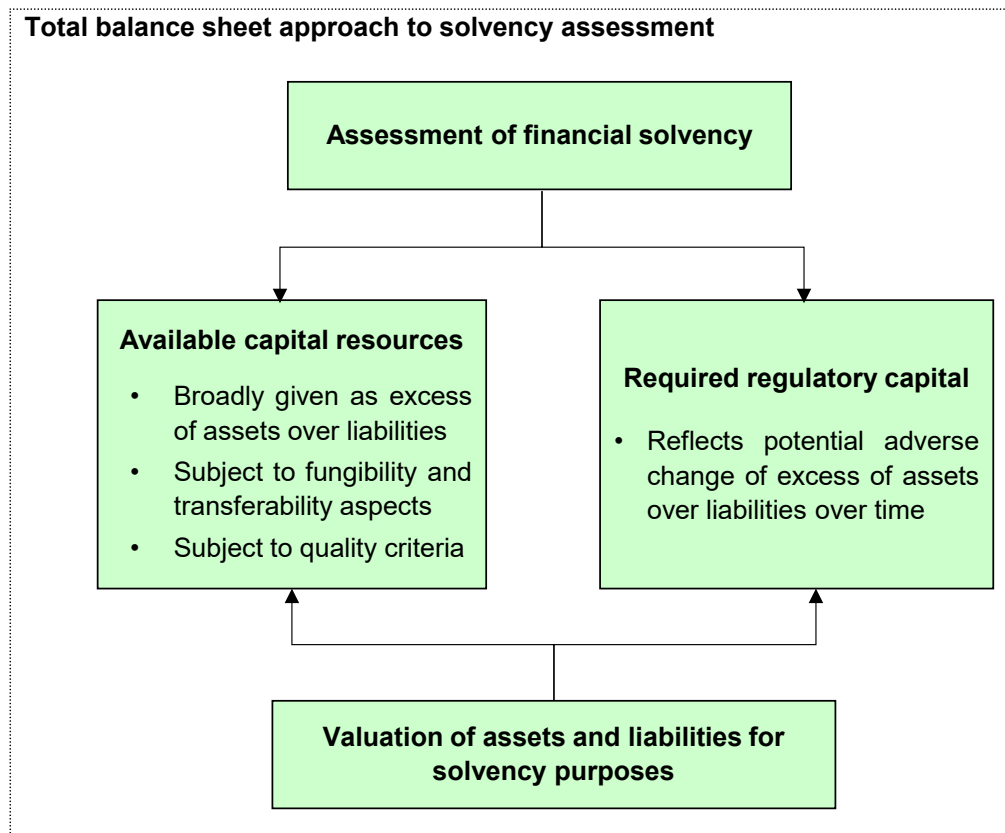 Total balance sheet approach to solvency assessment
Assessment of financial solvency
Available capital resources
• Broadly given as excess
of assets over liabilities
• Subject to fungibility and
transferability aspects
• Subject to quality criteria
Required regulatory capital
• Reflects potential adverse
change of excess of assets
over liabilities over time
Valuation of assets and liabilities for
solvency purposes